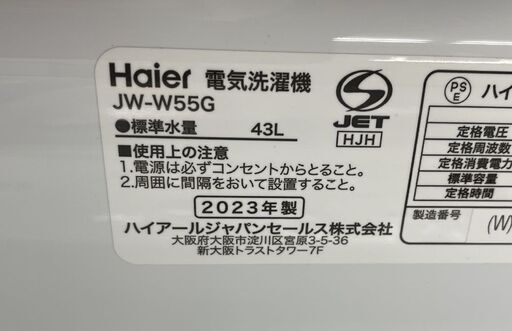 Haier 電気洗濯機
JW-W55G
●標準水量 43L
■使用上の注意
1.電源は必ずコンセントからとること。
2.周囲に間隔をおいて設置すること。
2023年製
ハイアールジャパンセールス株式会社
大阪府大阪市淀川区宮原3-5-36
新大阪トラストタワー7F
S
JET
HJH
PS
E
ハイ
定格電圧
定格周波数
定格消費電力
標準容量
定格時間
製造番号
(W)